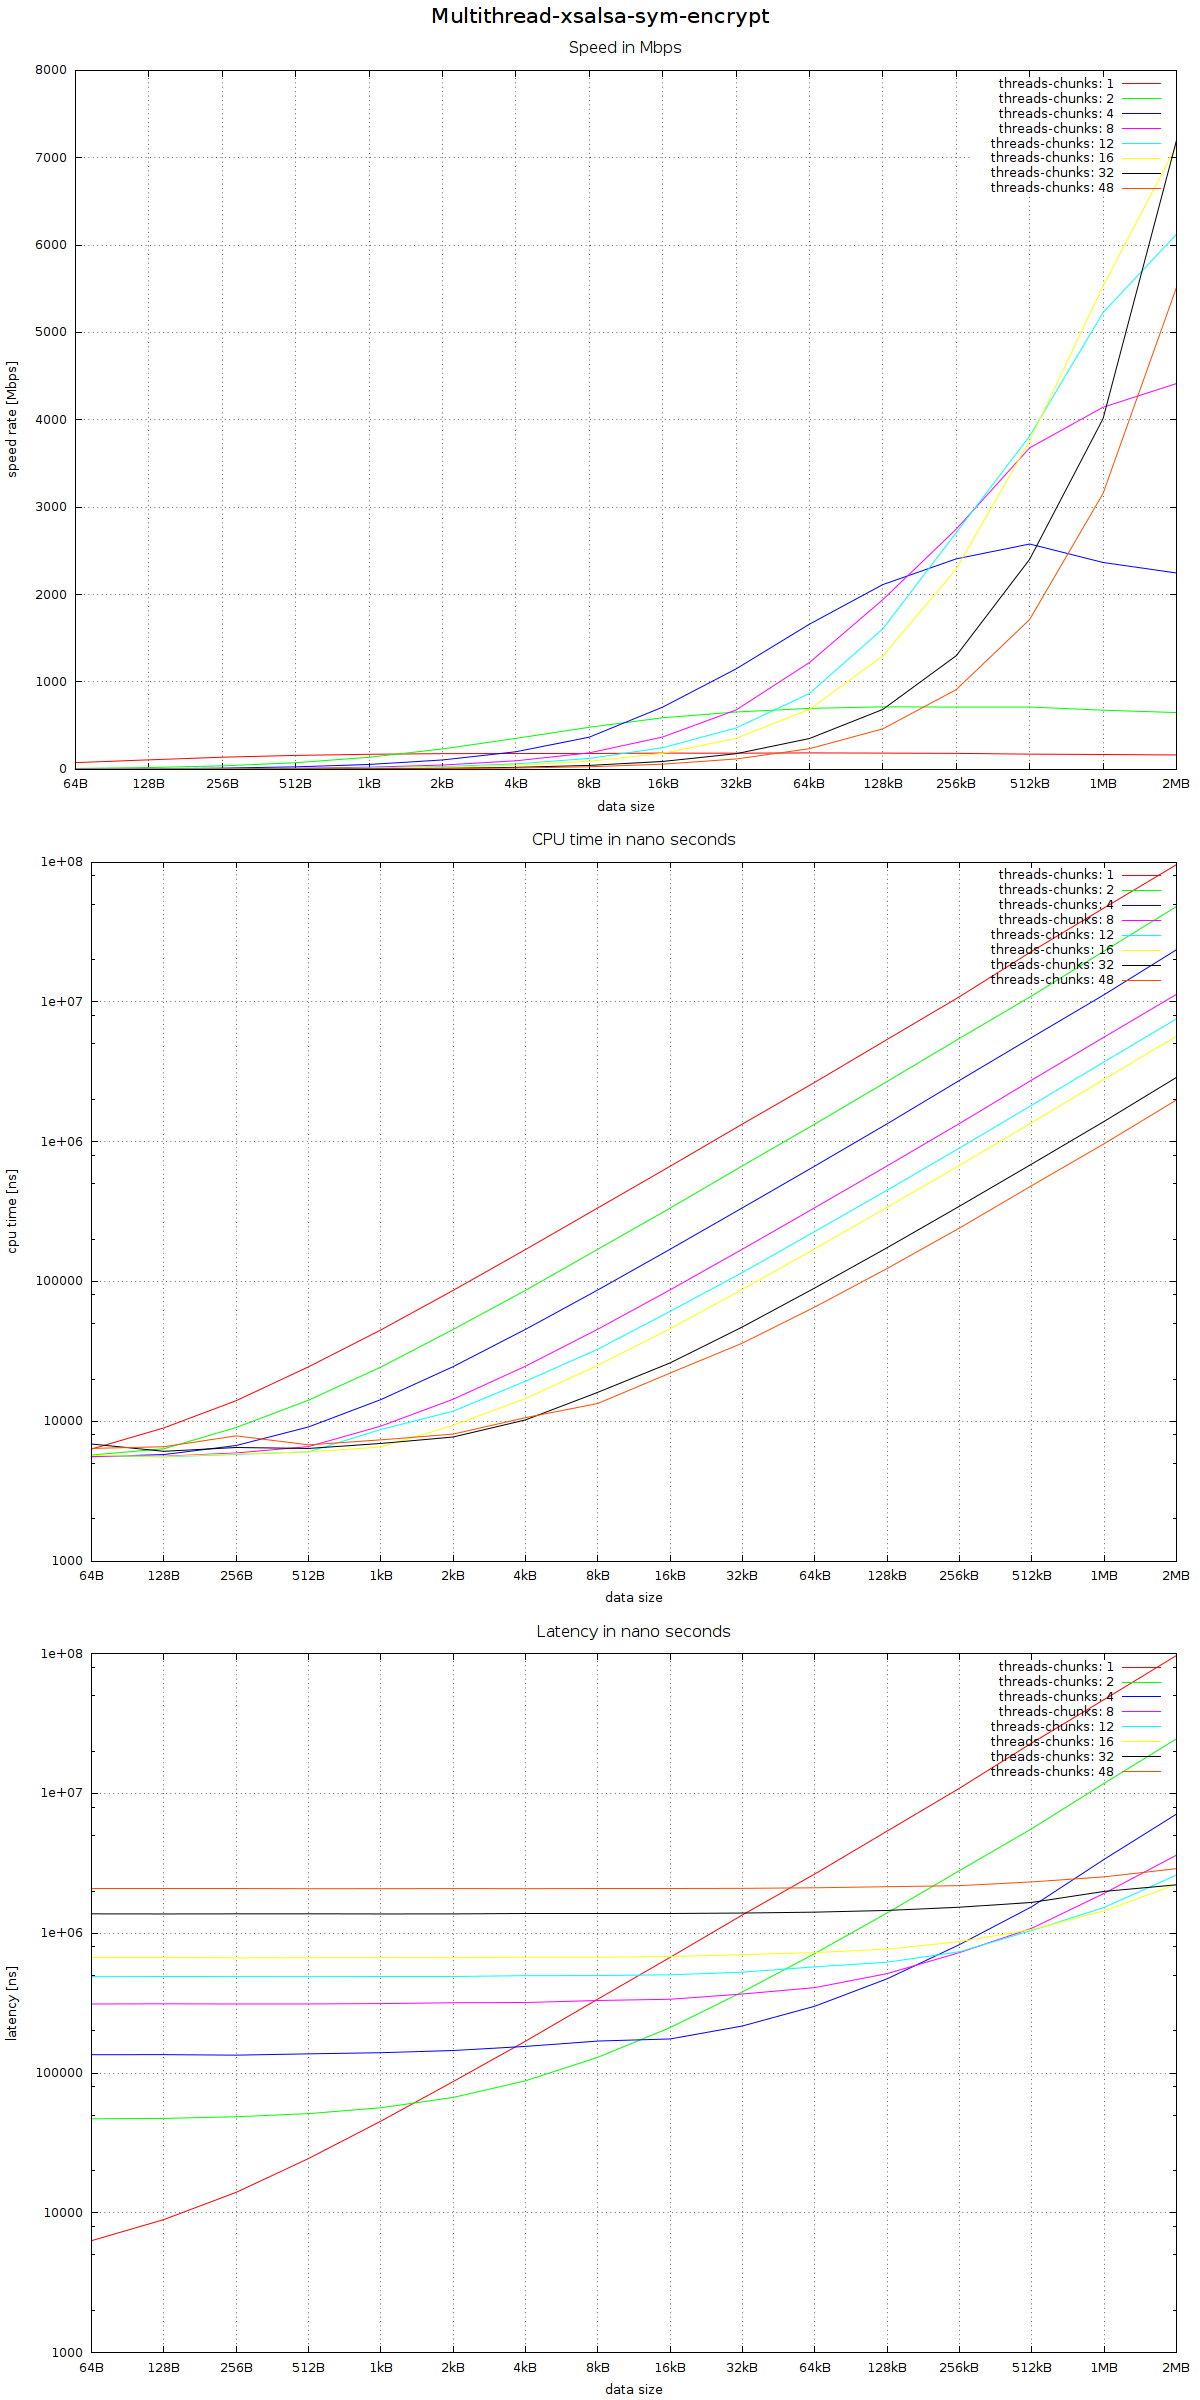 Multithread-xsalsa-sym-encrypt
Speed in Mbps
8000
7000
6000
5000
4000
3000
2000
1000
0
speed rate [Mbps]
threads-chunks: 1
threads-chunks: 2
threads-chunks: 4
threads-chunks: 8
threads-chunks: 12
threads-chunks: 16
threads-chunks: 32
threads-chunks: 48
64B 128B 256B 512B 1kB 2kB 4kB 8kB 16kB 32kB 64kB 128kB 256kB 512kB 1MB 2MB
data size
CPU time in nano seconds
1e+08
1e+07
1e+06
100000
10000
1000
cpu time [ns]
threads-chunks: 1
threads-chunks: 2
threads-chunks: 4
threads-chunks: 8
threads-chunks: 12
threads-chunks: 16
threads-chunks: 32
threads-chunks: 48
64B 128B 256B 512B 1kB 2kB 4kB 8kB 16kB 32kB 64kB 128kB 256kB 512kB 1MB 2MB
data size
Latency in nano seconds
1e+08
1e+07
1e+06
100000
10000
1000
latency [ns]
threads-chunks: 1
threads-chunks: 2
threads-chunks: 4
threads-chunks: 8
threads-chunks: 12
threads-chunks: 16
threads-chunks: 32
threads-chunks: 48
64B 128B 256B 512B 1kB 2kB 4kB 8kB 16kB 32kB 64kB 128kB 256kB 512kB 1MB 2MB
data size